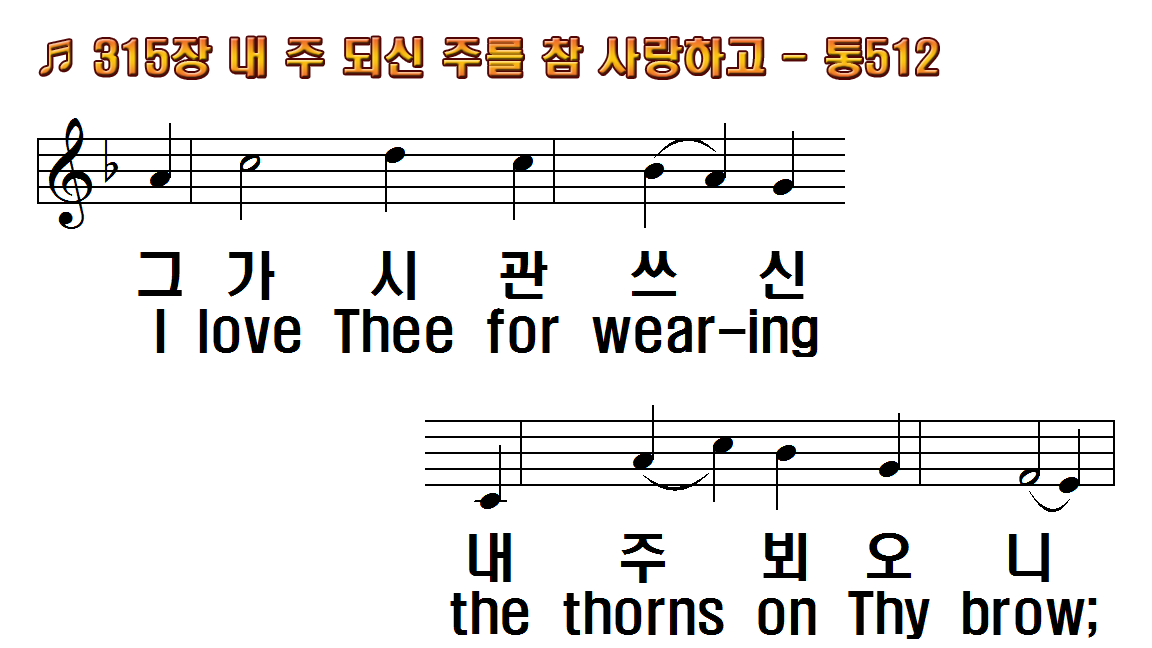 ♬ 315장 내 주 되신 주를 참 사랑하고 - 통512
그 가 시 관 쓰 신
I love Thee for wear-ing
내 주 뵈 오 니
the thorns on Thy brow;